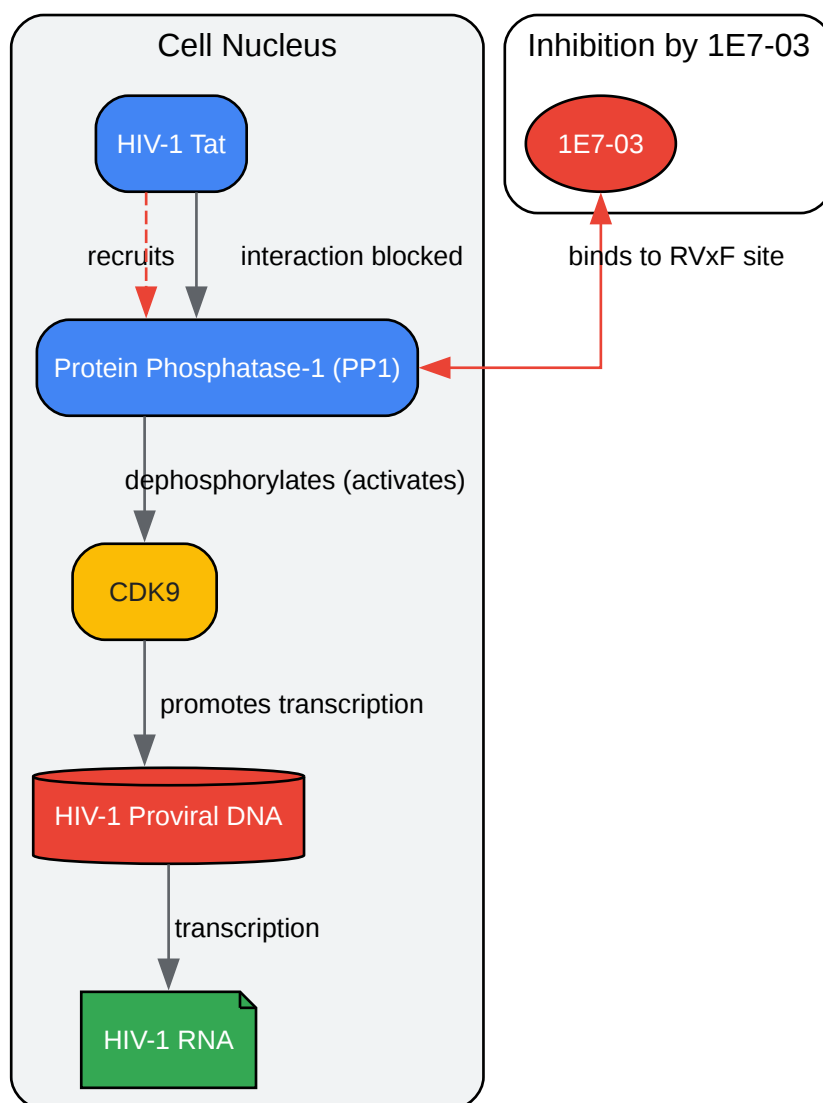 Cell Nucleus
Inhibition by 1E7-03
HIV-1 Tat
1E7-03
recruits
interaction blocked
binds to RVxF site
Protein Phosphatase-1 (PP1)
dephosphorylates (activates)
CDK9
promotes transcription
HIV-1 Proviral DNA
transcription
HIV-1 RNA